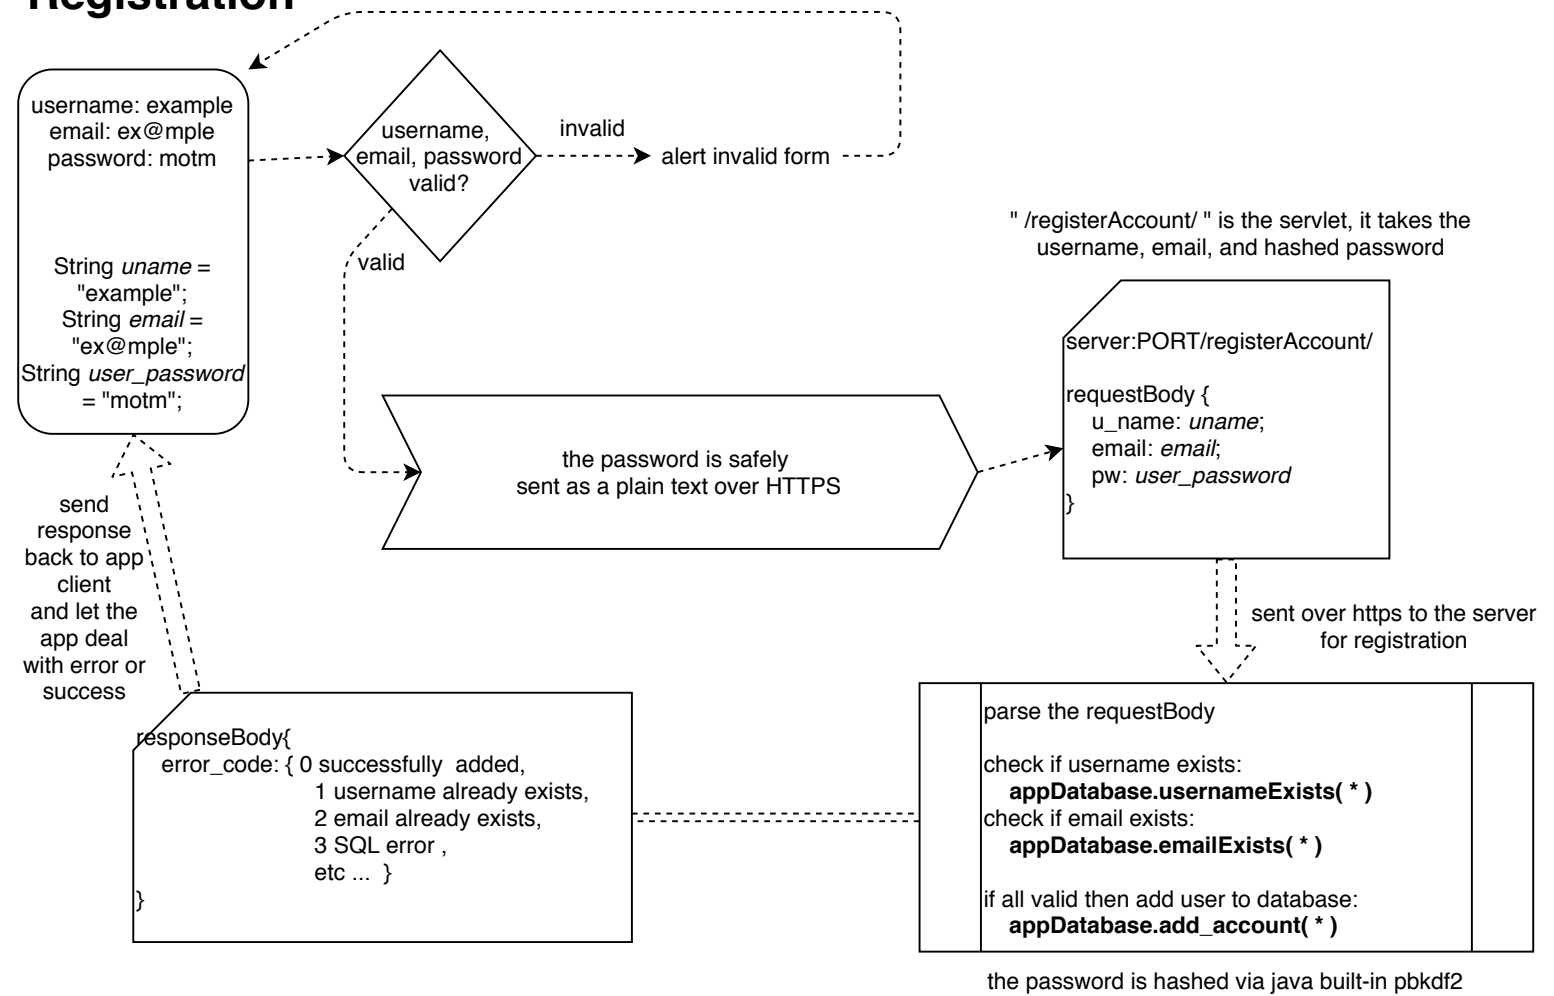 Registration
username: example
email: ex@mple
password: motm
String uname =
"example";
String email =
"ex@mple";
String user_password
= "motm";
username,
email, password
valid?
invalid
alert invalid form
valid
" /registerAccount/ " is the servlet, it takes the
username, email, and hashed password
server:PORT/registerAccount/
requestBody {
u_name: uname;
email: email;
pw: user_password
}
the password is safely
sent as a plain text over HTTPS
sent over https to the server
for registration
send
response
back to app
client
and let the
app deal
with error or
success
responseBody{
error_code: { 0 successfully  added,
1 username already exists,
2 email already exists,
3 SQL error ,
etc ...  }
}
parse the requestBody
check if username exists:
appDatabase.usernameExists( * )
check if email exists:
appDatabase.emailExists( * )
if all valid then add user to database:
appDatabase.add_account( * )
the password is hashed via java built-in pbkdf2